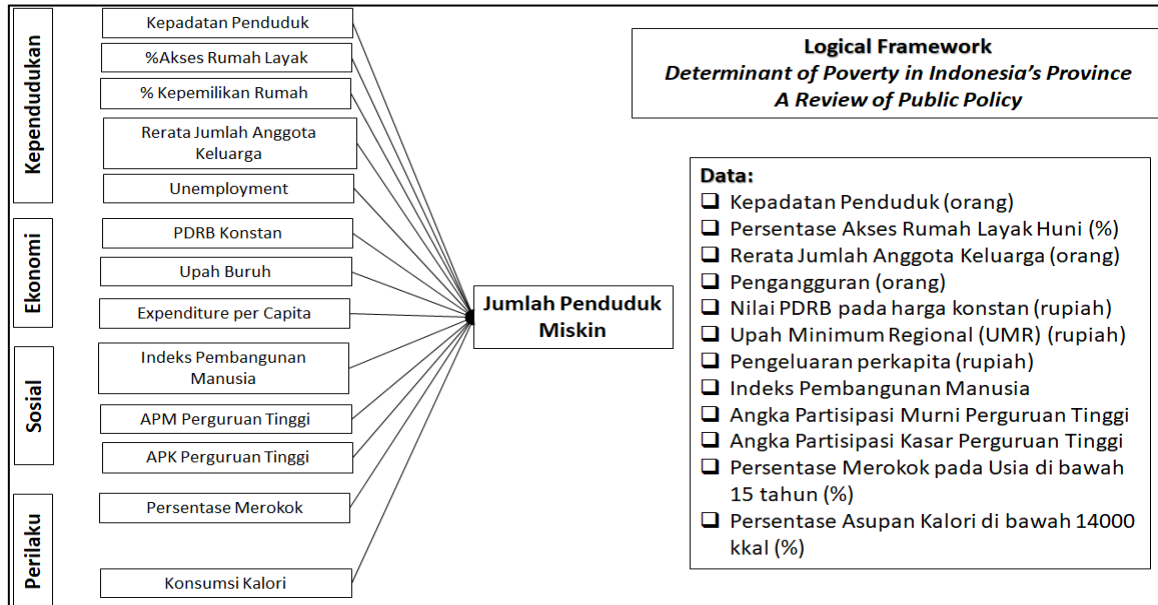 Kependudukan
Kepadatan Penduduk
%Akses Rumah Layak
% Kepemilikan Rumah
Rerata Jumlah Anggota
Keluarga
Unemployment
Ekonomi
PDRB Konstan
Upah Buruh
Expenditure per Capita
Sosial
Indeks Pembangunan
Manusia
APM Perguruan Tinggi
APK Perguruan Tinggi
Perilaku
Persentase Merokok
Konsumsi Kalori
Jumlah Penduduk
Miskin
Logical Framework
Determinant of Poverty in Indonesia's Province
A Review of Public Policy
Data:
Kepadatan Penduduk (orang)
Persentase Akses Rumah Layak Huni (%)
Rerata Jumlah Anggota Keluarga (orang)
Pengangguran (orang)
Nilai PDRB pada harga konstan (rupiah)
Upah Minimum Regional (UMR) (rupiah)
Pengeluaran perkapita (rupiah)
Indeks Pembangunan Manusia
Angka Partisipasi Murni Perguruan Tinggi
Angka Partisipasi Kasar Perguruan Tinggi
Persentase Merokok pada Usia di bawah
15 tahun (%)
Persentase Asupan Kalori di bawah 14000
kkal (%)